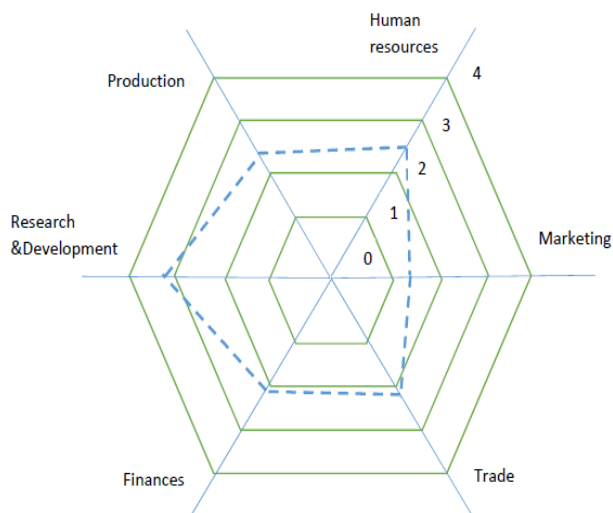 Human
resources
Production
4
3
2
Research
&Development
1
Marketing
0
Finances
Trade